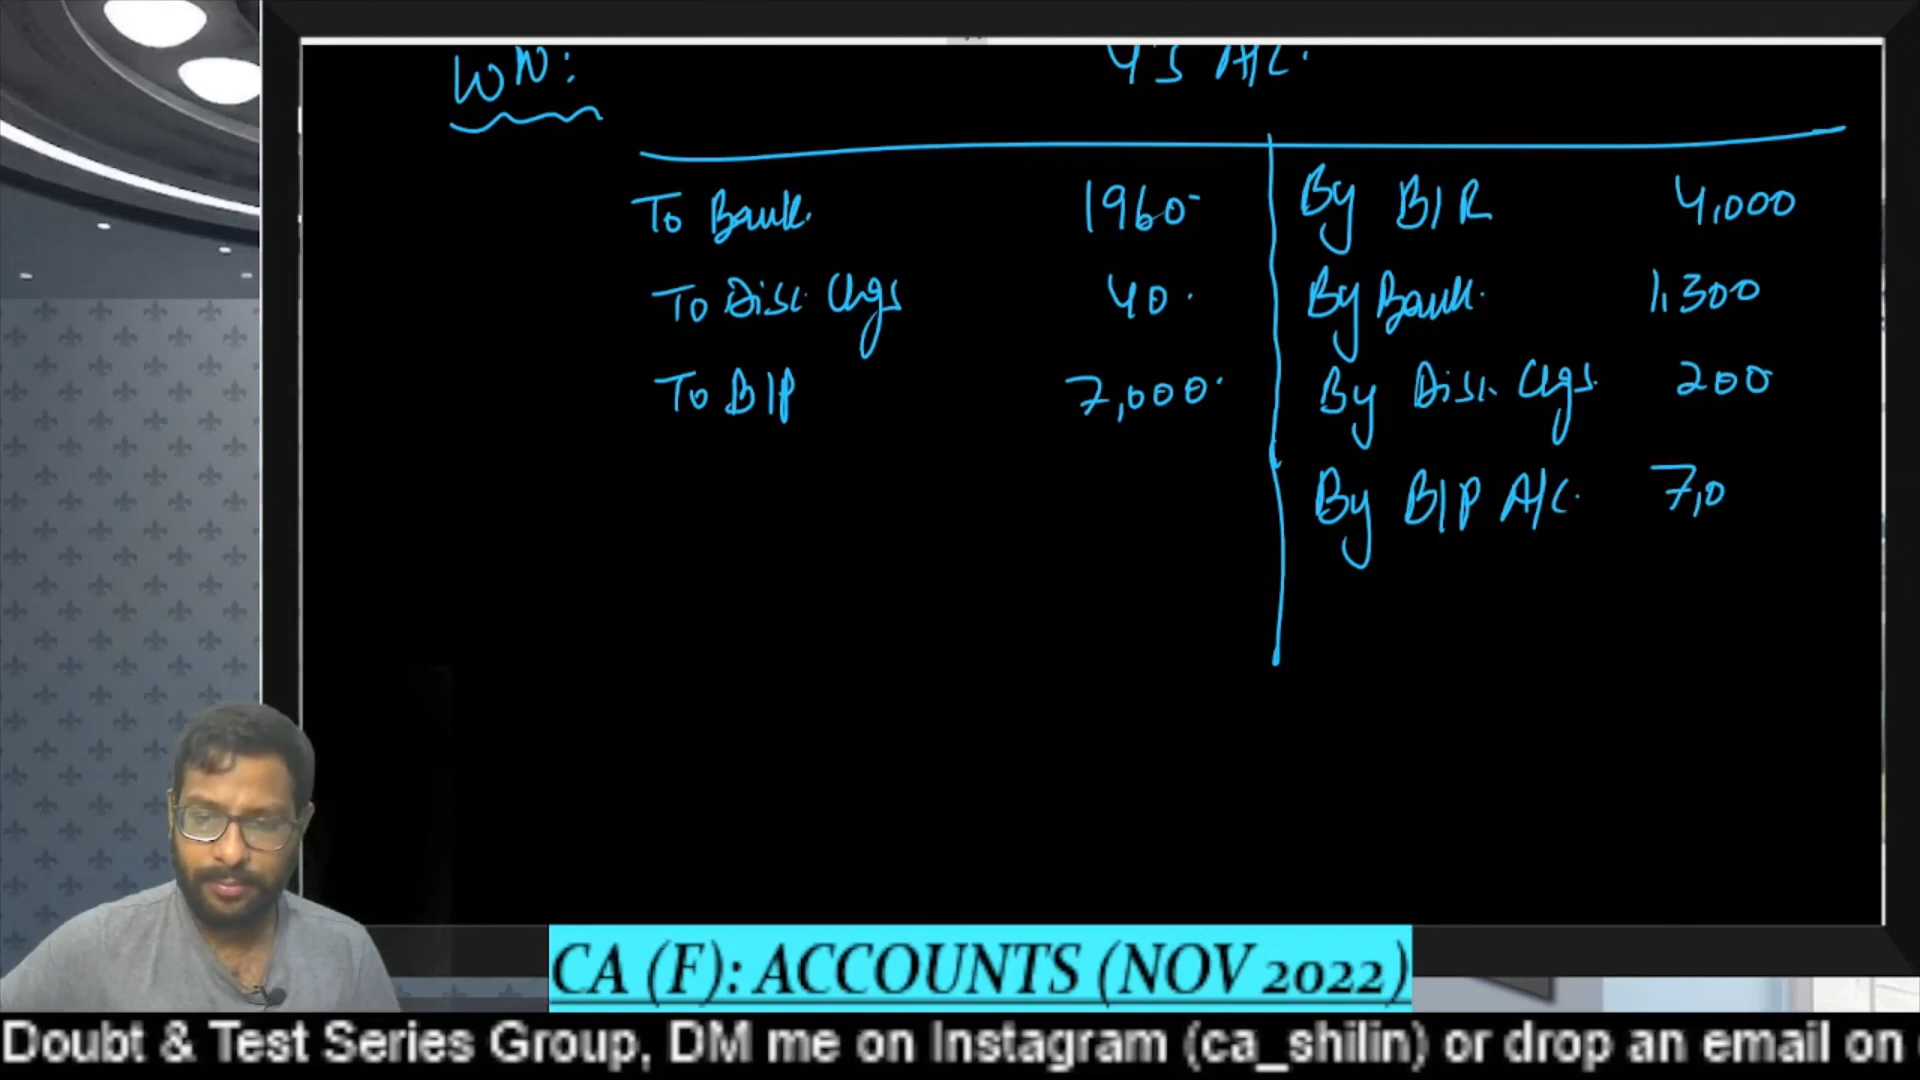 WN:
Y's A/c.
To Bank. 1960 By B/R 4,000
To Disc. Chgs 40. By Bank. 1,300
To B/P 7,000 By Disc. Chgs. 200
By B/P A/c. 7,0
CA (F): ACCOUNTS (NOV 2022)
Doubt & Test Series Group, DM me on Instagram (ca_shilin) or drop an email on